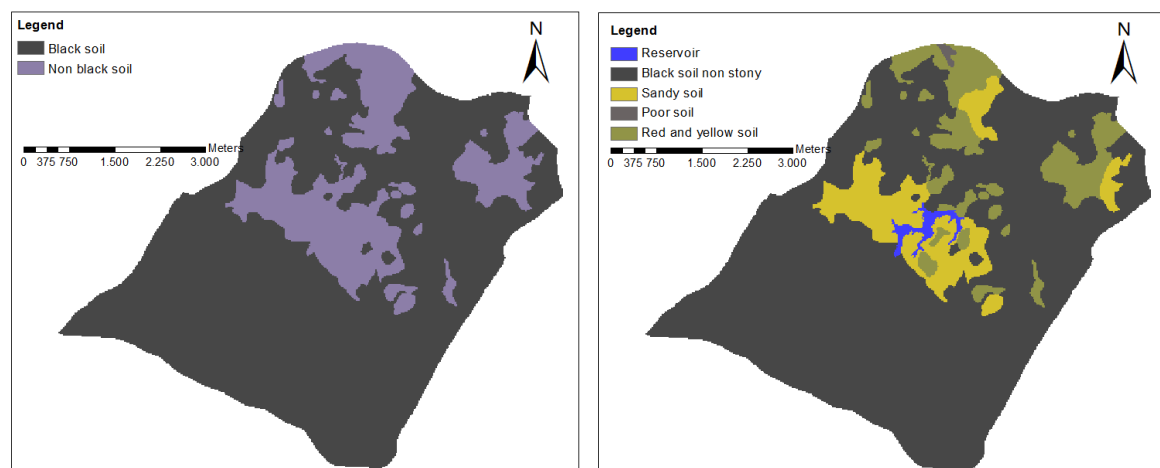 Legend
Black soil
Non black soil
N
Meters
0 375 750 1.500 2.250 3.000
Legend
Reservoir
Black soil non stony
Sandy soil
Poor soil
Red and yellow soil
N
Meters
0 375 750 1.500 2.250 3.000